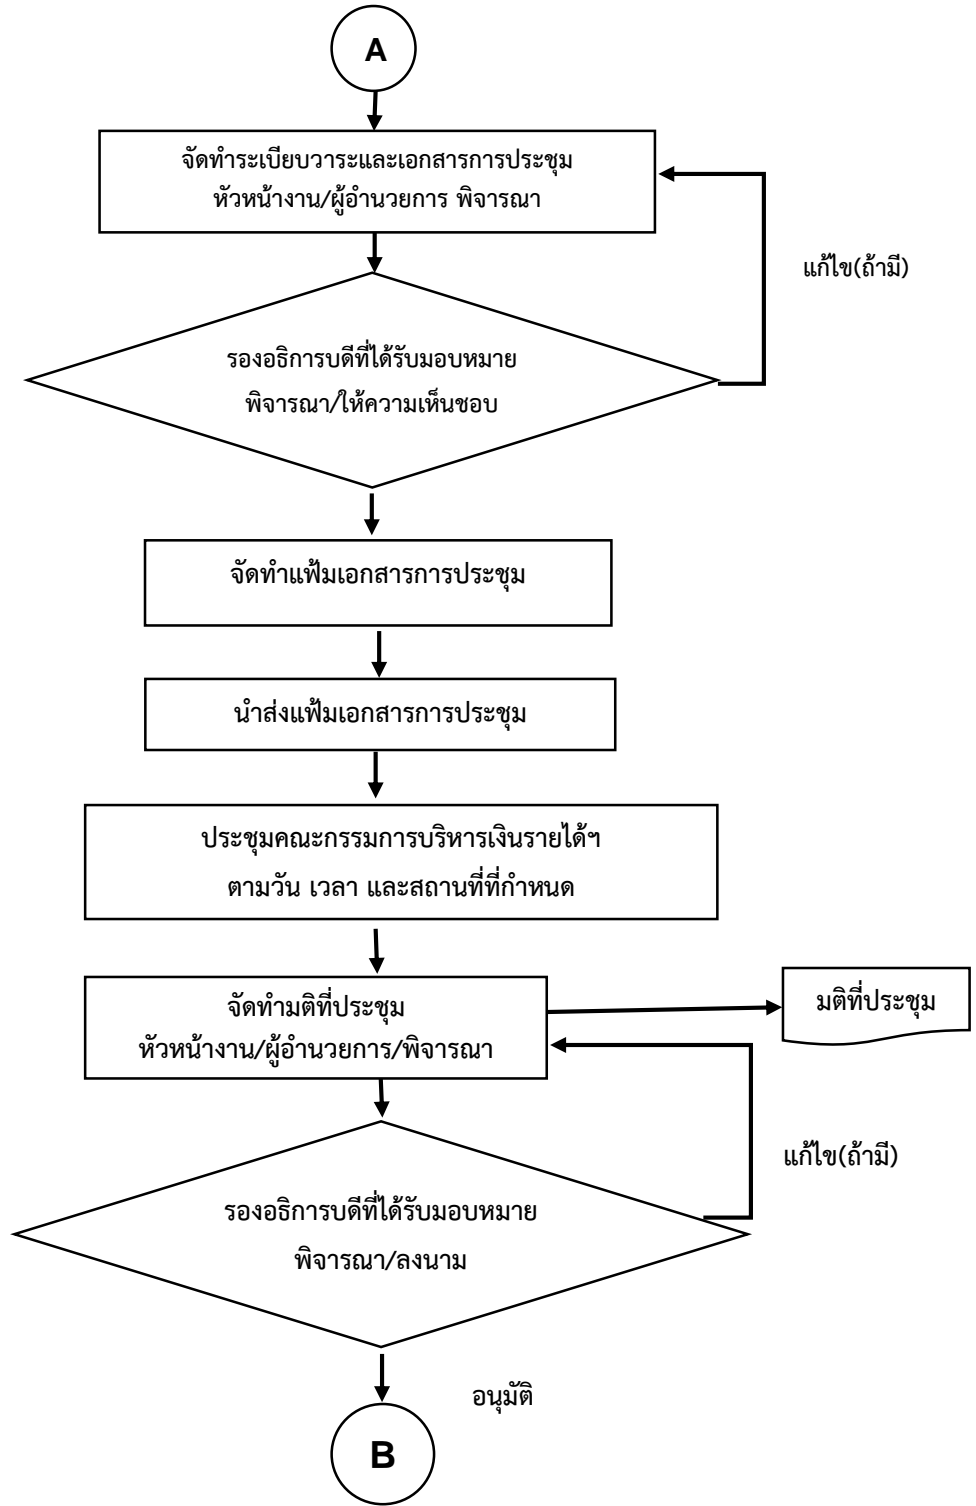 A
จัดทำระเบียบวาระและเอกสารการประชุม
หัวหน้างาน/ผู้อำนวยการ พิจารณา
แก้ไข(ถ้ามี)
รองอธิการบดีที่ได้รับมอบหมาย
พิจารณา/ให้ความเห็นชอบ
จัดทำแฟ้มเอกสารการประชุม
นำส่งแฟ้มเอกสารการประชุม
ประชุมคณะกรรมการบริหารเงินรายได้ฯ
ตามวัน เวลา และสถานที่ที่กำหนด
จัดทำมติที่ประชุม
หัวหน้างาน/ผู้อำนวยการ/พิจารณา
มติที่ประชุม
แก้ไข(ถ้ามี)
รองอธิการบดีที่ได้รับมอบหมาย
พิจารณา/ลงนาม
อนุมัติ
B